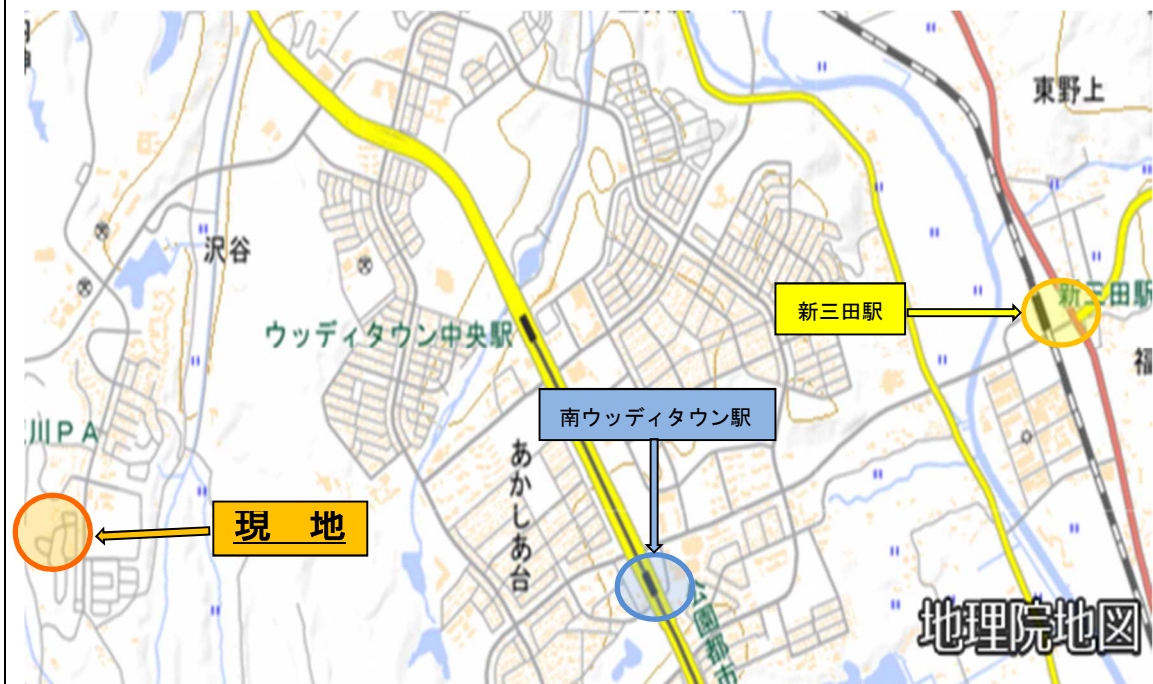 東野上
沢谷
新三田駅
新三田駅
福
ウッディタウン中央駅
南ウッディタウン駅
川PA
あかしあ台
現 地
公園都市
地理院地図